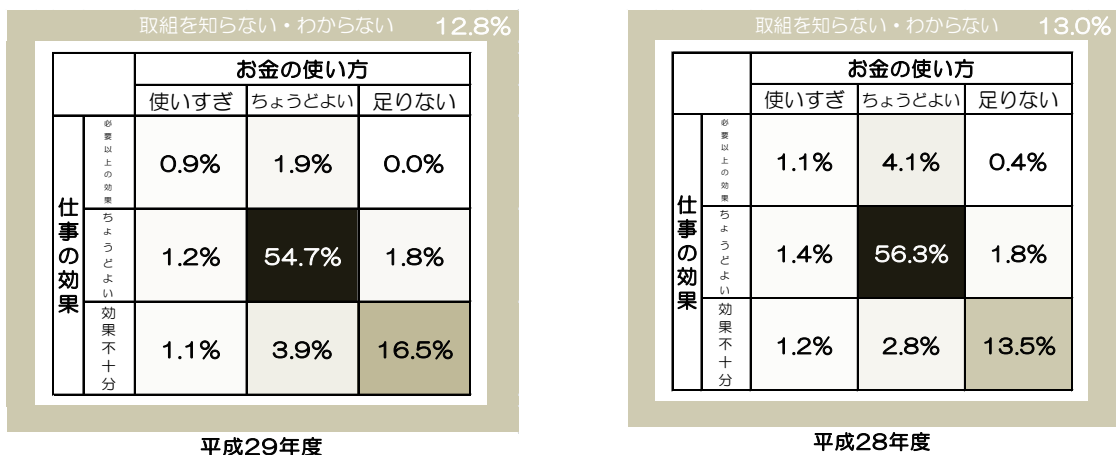 取組を知らない・わからない 12.8%
お金の使い方
使いすぎ ちょうどよい 足りない
仕事の効果
必要以上の効果 0.9% 1.9% 0.0%
ちょうどよい 1.2% 54.7% 1.8%
効果不十分 1.1% 3.9% 16.5%
平成29年度
取組を知らない・わからない 13.0%
お金の使い方
使いすぎ ちょうどよい 足りない
仕事の効果
必要以上の効果 1.1% 4.1% 0.4%
ちょうどよい 1.4% 56.3% 1.8%
効果不十分 1.2% 2.8% 13.5%
平成28年度